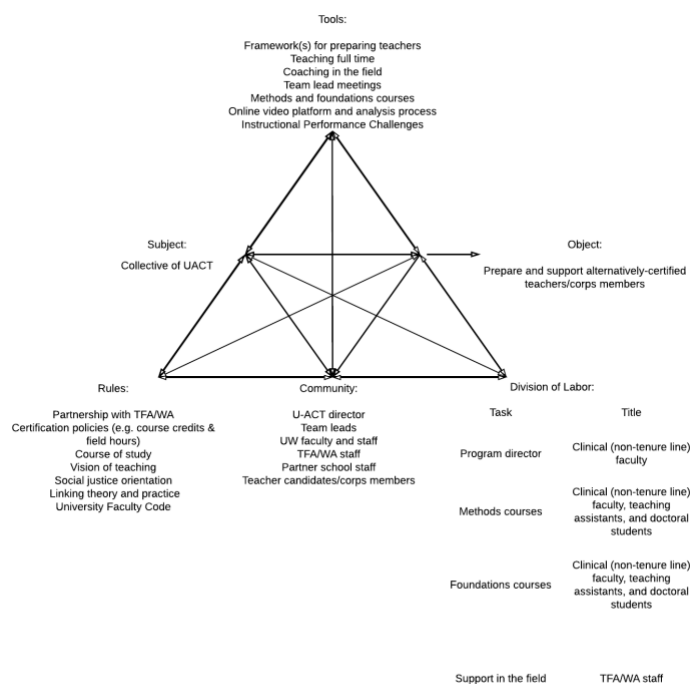 Tools:
Framework(s) for preparing teachers
Teaching full time
Coaching in the field
Team lead meetings
Methods and foundations courses
Online video platform and analysis process
Instructional Performance Challenges
Subject:
Collective of UACT
Object:
Prepare and support alternatively-certified
teachers/corps members
Rules:
Partnership with TFA/WA
Certification policies (e.g. course credits &
field hours)
Course of study
Vision of teaching
Social justice orientation
Linking theory and practice
University Faculty Code
Community:
U-ACT director
Team leads
UW faculty and staff
TFA/WA staff
Partner school staff
Teacher candidates/corps members
Division of Labor:
Task
Title
Program director
Clinical (non-tenure line)
faculty
Methods courses
Clinical (non-tenure line)
faculty, teaching
assistants, and doctoral
students
Foundations courses
Clinical (non-tenure line)
faculty, teaching
assistants, and doctoral
students
Support in the field
TFA/WA staff